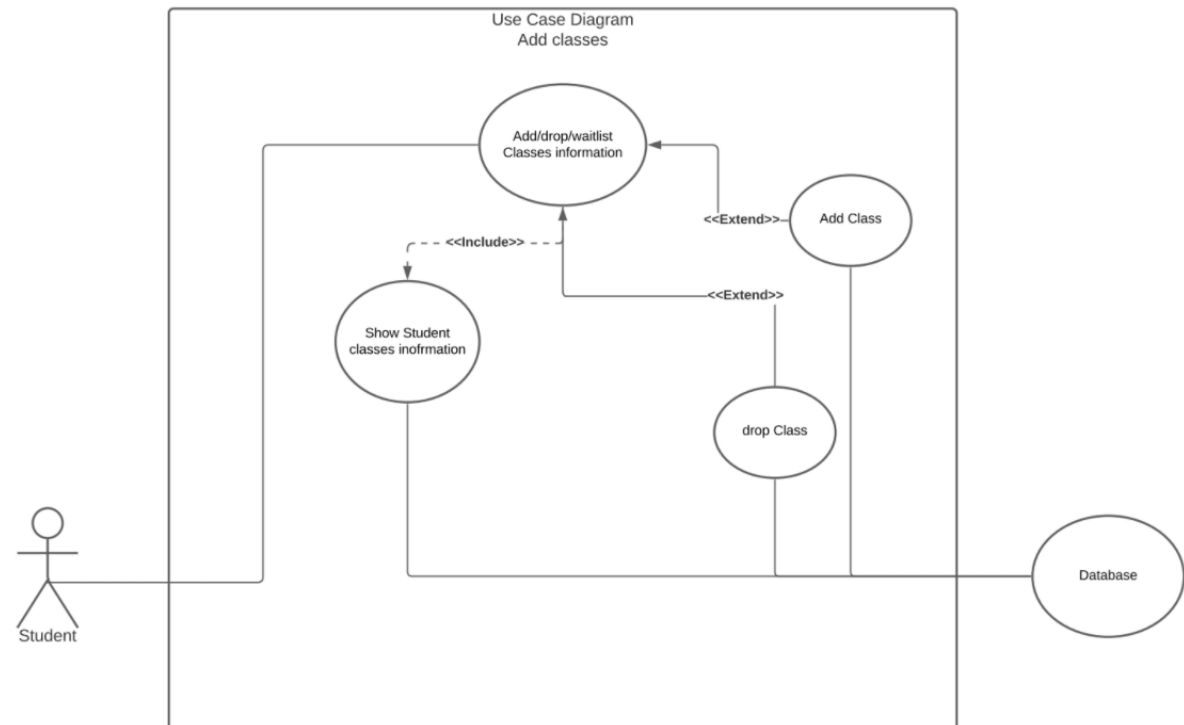 Use Case Diagram
Add classes
Add/drop/waitlist
Classes information
<<Extend>>
Add Class
<<Include>>
<<Extend>>
Show Student
classes inofrmation
drop Class
Database
Student